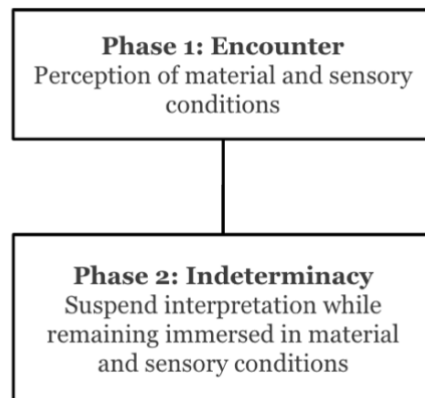 Phase 1: Encounter
Perception of material and sensory
conditions
Phase 2: Indeterminacy
Suspend interpretation while
remaining immersed in material
and sensory conditions